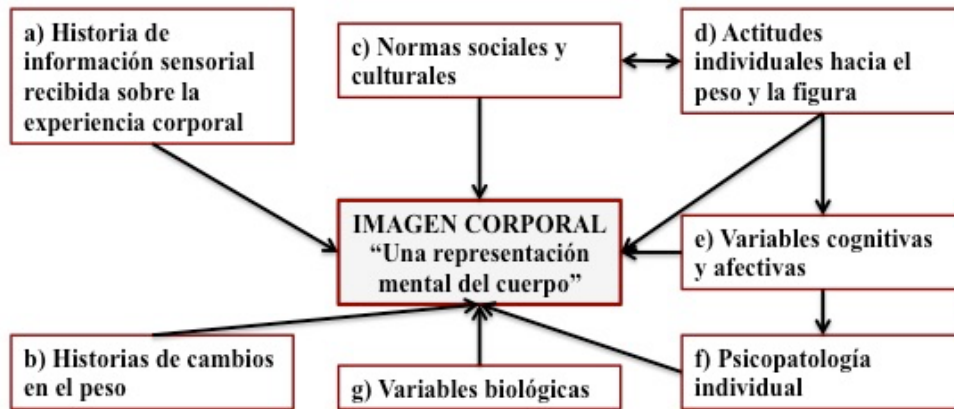 a) Historia de
información sensorial
recibida sobre la
experiencia corporal
c) Normas sociales y
culturales
d) Actitudes
individuales hacia el
peso y la figura
IMAGEN CORPORAL
“Una representación
mental del cuerpo”
e) Variables cognitivas
y afectivas
b) Historias de cambios
en el peso
g) Variables biológicas
f) Psicopatología
individual